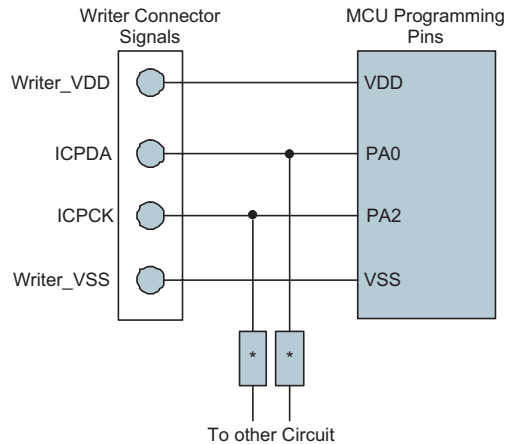 Writer Connector
Signals
MCU Programming
Pins
Writer_VDD
VDD
ICPDA
PA0
ICPCK
PA2
Writer_VSS
VSS
* *
To other Circuit